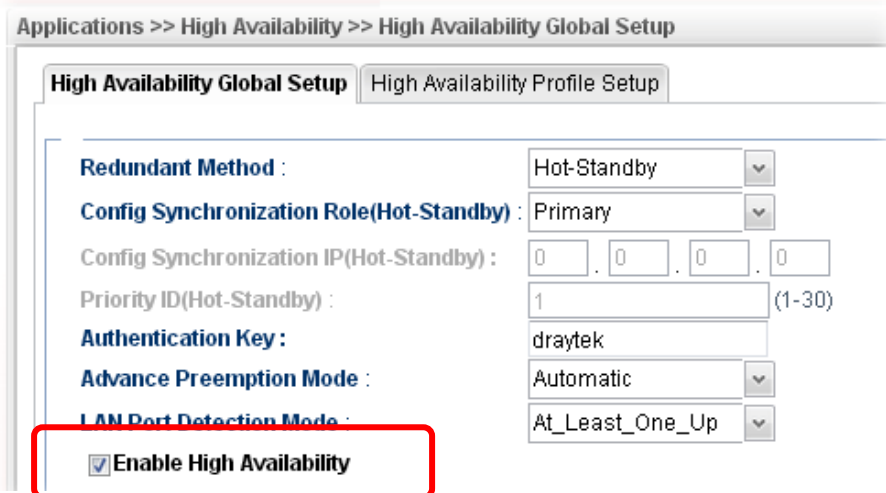 Applications >> High Availability >> High Availability Global Setup
High Availability Global Setup High Availability Profile Setup
Redundant Method : Hot-Standby
Config Synchronization Role(Hot-Standby) : Primary
Config Synchronization IP(Hot-Standby) : 0 . 0 . 0 . 0
Priority ID(Hot-Standby) : 1 (1-30)
Authentication Key : draytek
Advance Preemption Mode : Automatic
LAN Port Detection Mode : At_Least_One_Up
Enable High Availability